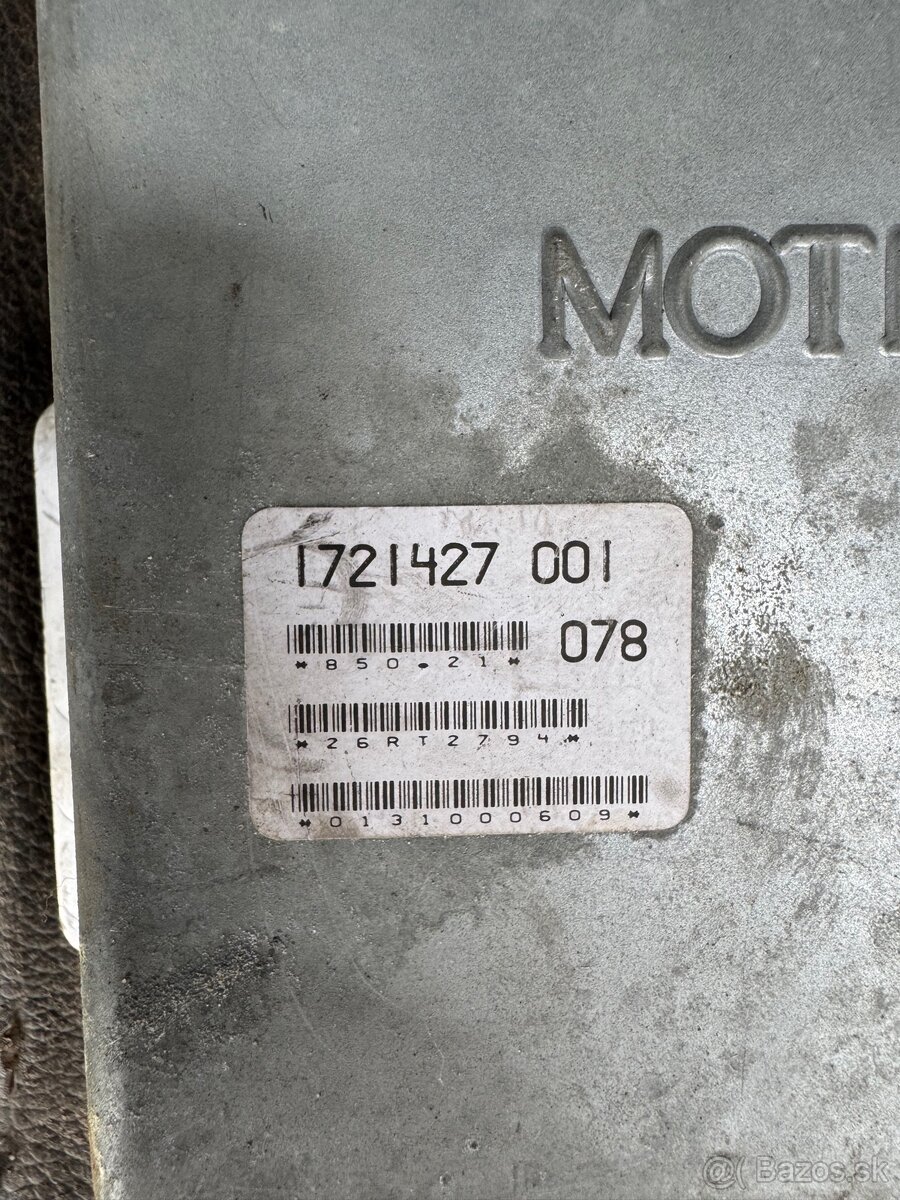 MOT
1721427 001
*850.21* 078
*26RT2794*
*0131000609*
@ Bazos.sk